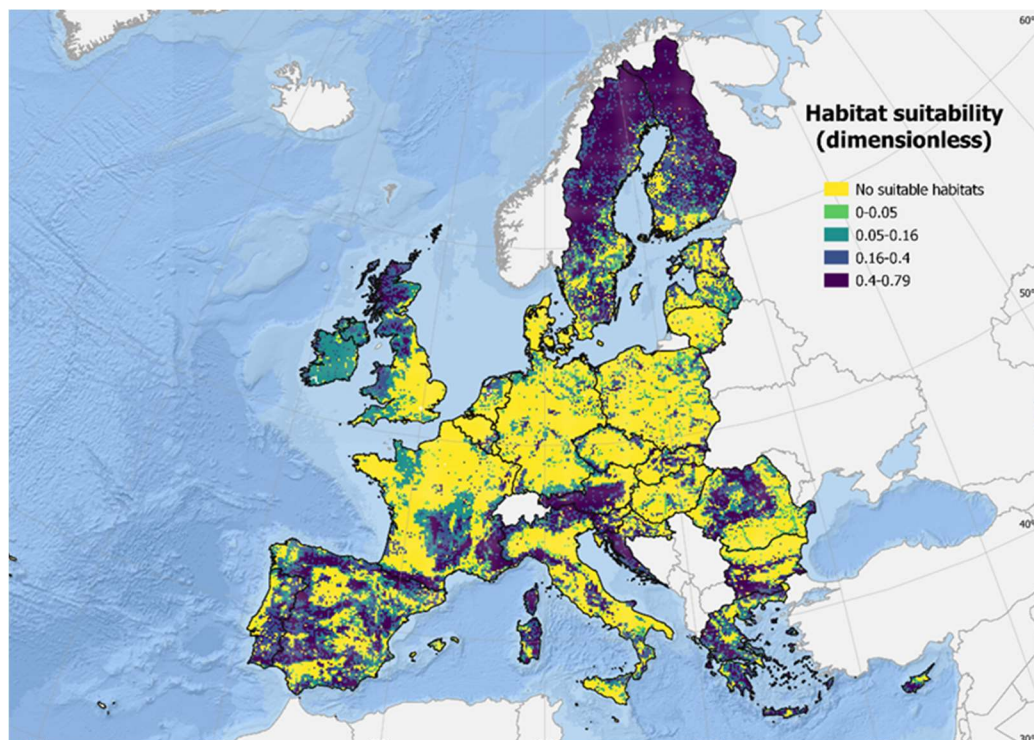 60°
Habitat suitability
(dimensionless)
No suitable habitats
0-0.05
0.05-0.16
0.16-0.4
0.4-0.79
50°
40°
30°